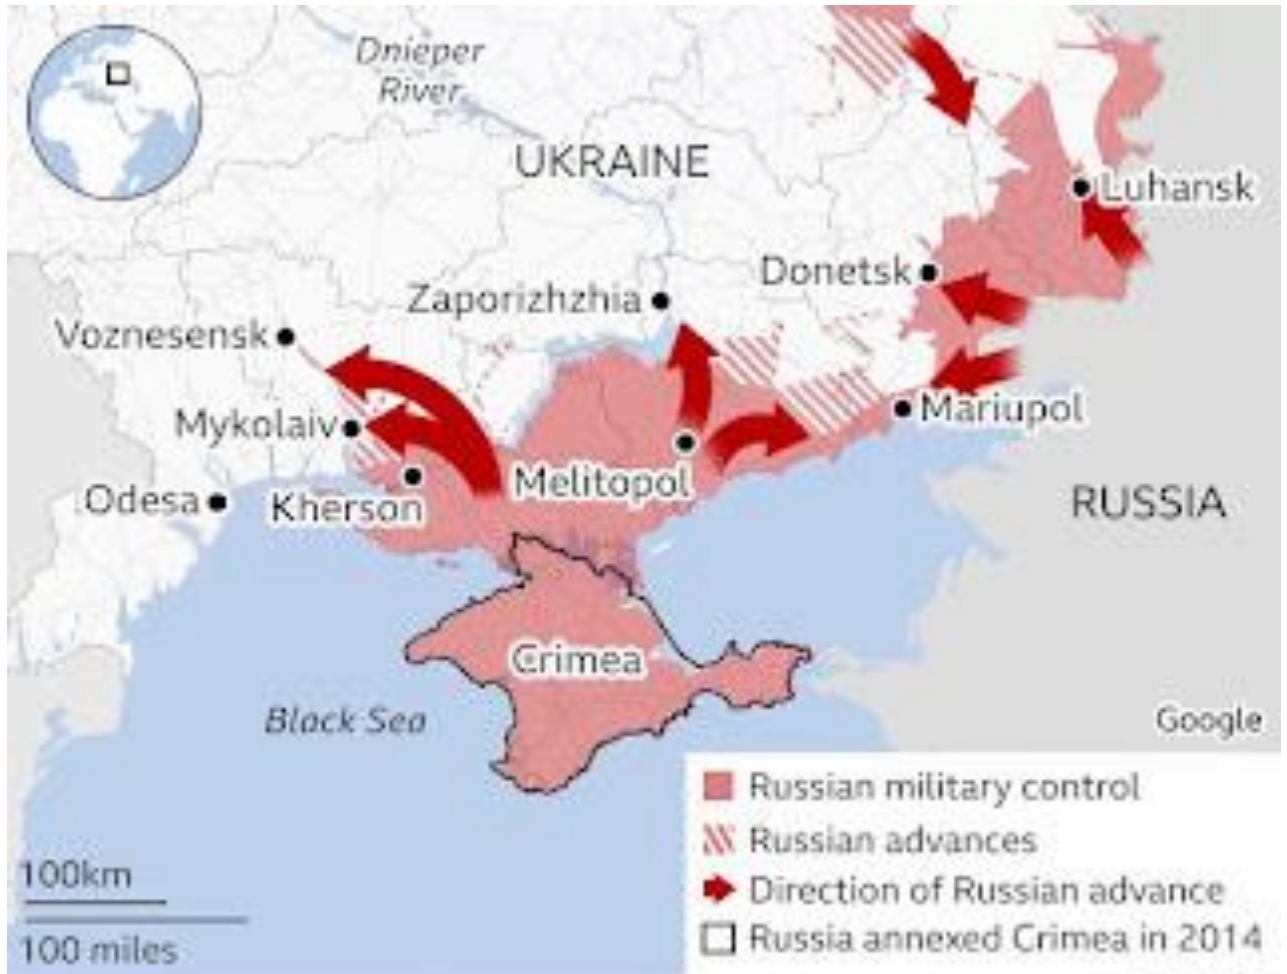 Dnieper
River
UKRAINE
Luhansk
Donetsk
Zaporizhzhia
Voznesensk
Mariupol
Mykolaiv
Melitopol
Odesa
Kherson
RUSSIA
Crimea
Black Sea
Google
Russian military control
Russian advances
Direction of Russian advance
Russia annexed Crimea in 2014
100km
100 miles